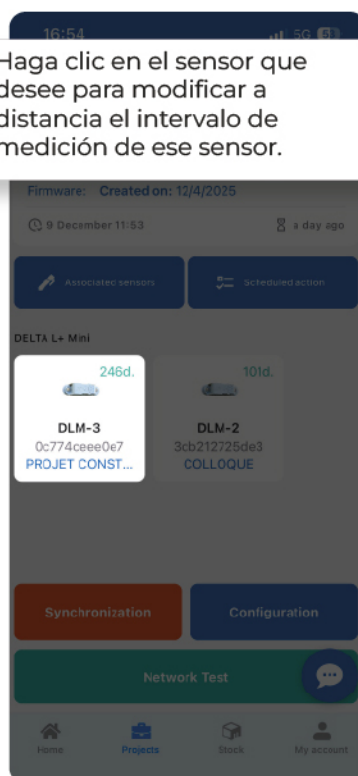 16:54
5G 5
Haga clic en el sensor que
desee para modificar a
distancia el intervalo de
medición de ese sensor.
Firmware: Created on: 12/4/2025
9 December 11:53 a day ago
Associated sensors Scheduled action
DELTA L+ Mini
246d. 101d.
DLM-3 DLM-2
0c774ceee0e7 3cb212725de3
PROJET CONST... COLLOQUE
Synchronization Configuration
Network Test
Home Projects Stock My account